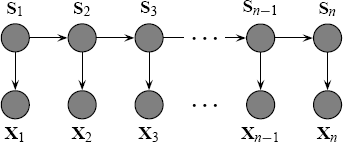 S1 S2 S3 Sn−1 Sn
. . .
. . .
X1 X2 X3 Xn−1 Xn